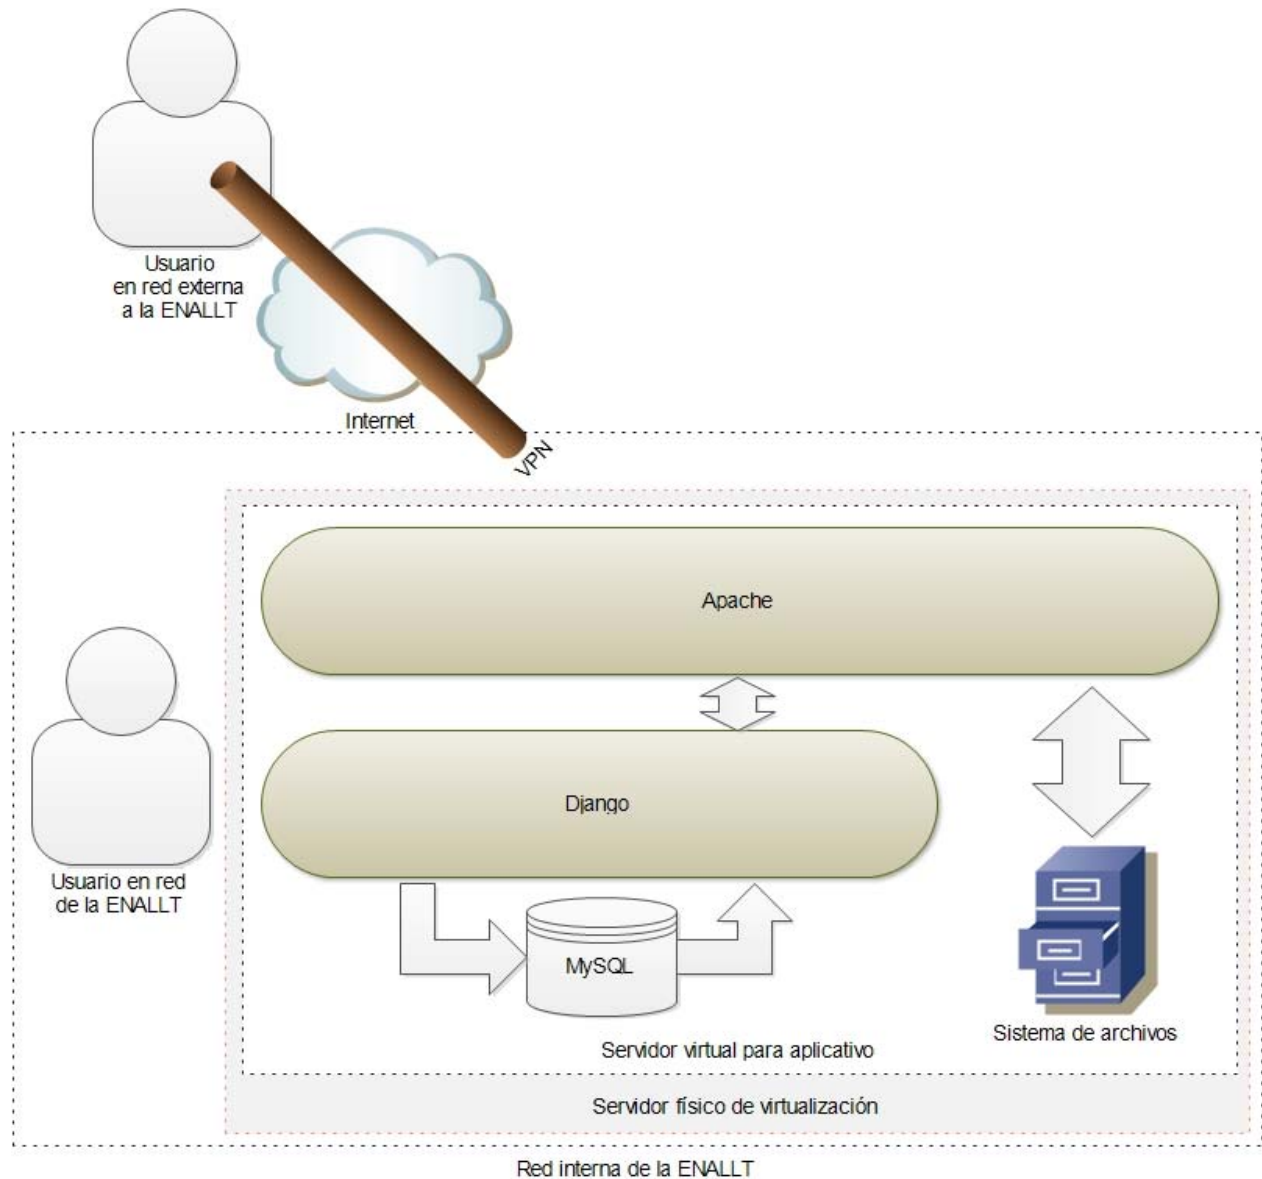 Usuario
en red externa
a la ENALLT
Internet
VPN
Apache
Django
Usuario en red
de la ENALLT
MySQL
Sistema de archivos
Servidor virtual para aplicativo
Servidor físico de virtualización
Red interna de la ENALLT